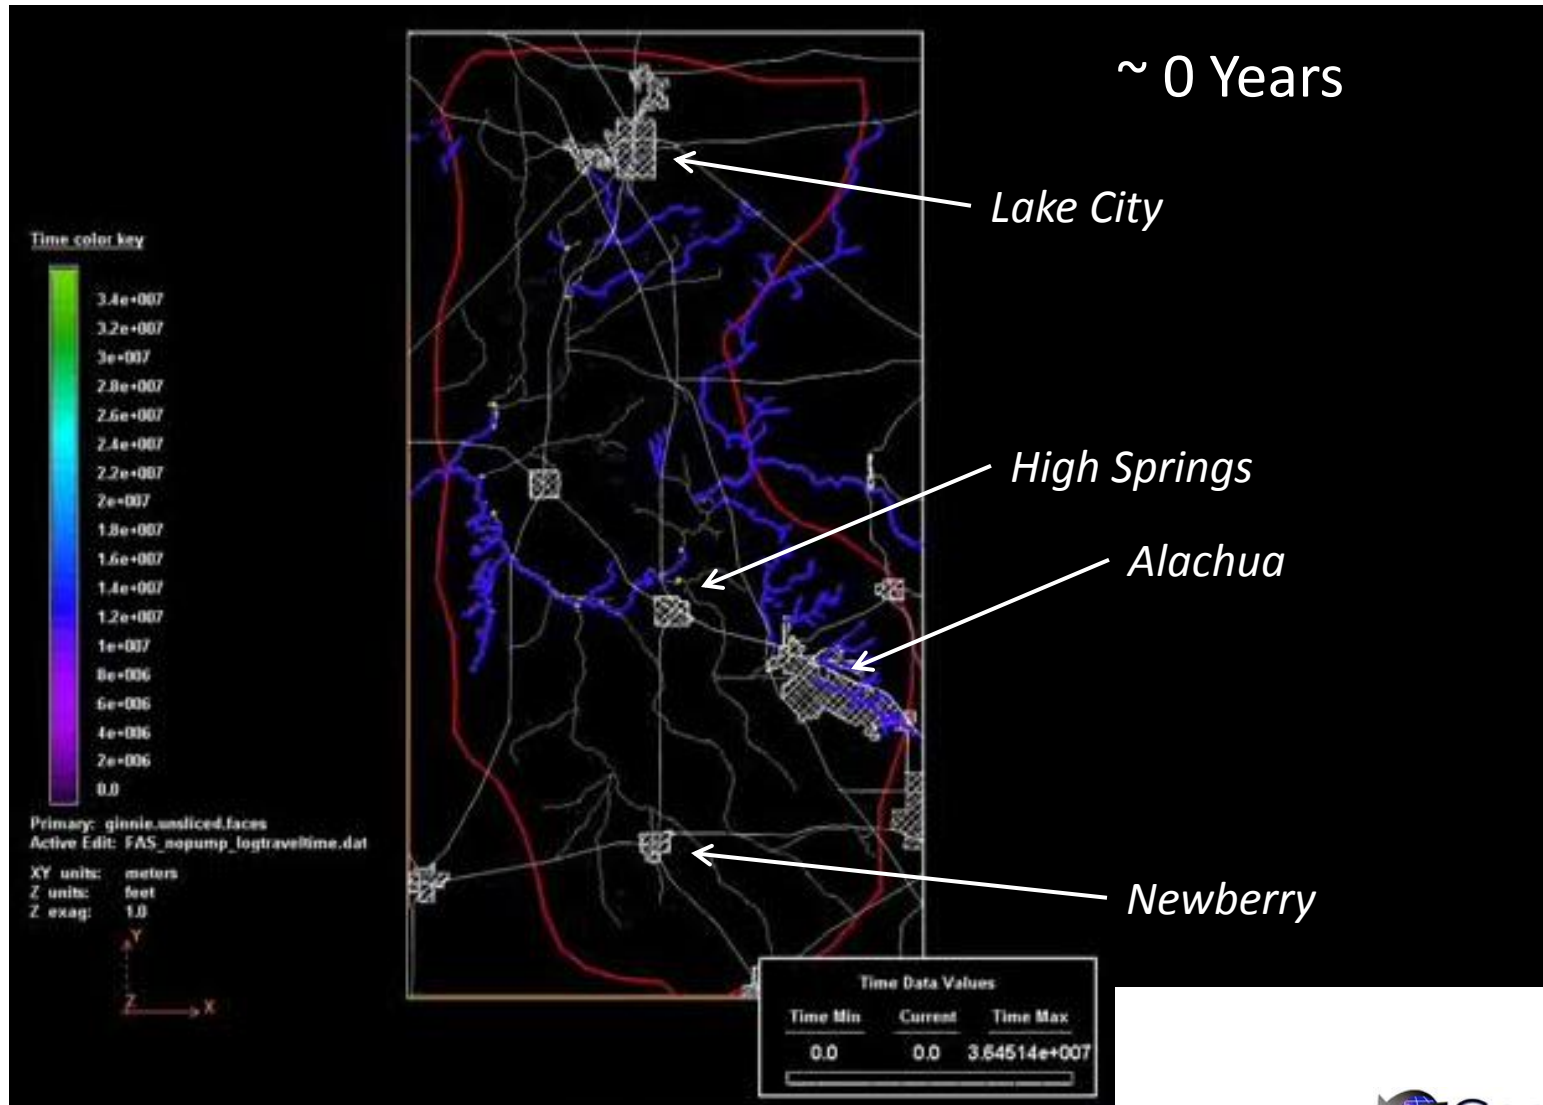 ~ 0 Years
Lake City
High Springs
Alachua
Newberry
Time color key
3.4e+007
3.2e+007
3e+007
2.8e+007
2.6e+007
2.4e+007
2.2e+007
2e+007
1.8e+007
1.6e+007
1.4e+007
1.2e+007
1e+007
8e+006
6e+006
4e+006
2e+006
0.0
Primary: ginnie.unsliced.faces
Active Edit: FAS_nopump_logtraveltime.dat
XY units: meters
Z units: feet
Z exag: 1.0
Y
Z X
Time Data Values
Time Min Current Time Max
0.0 0.0 3.64514e+007